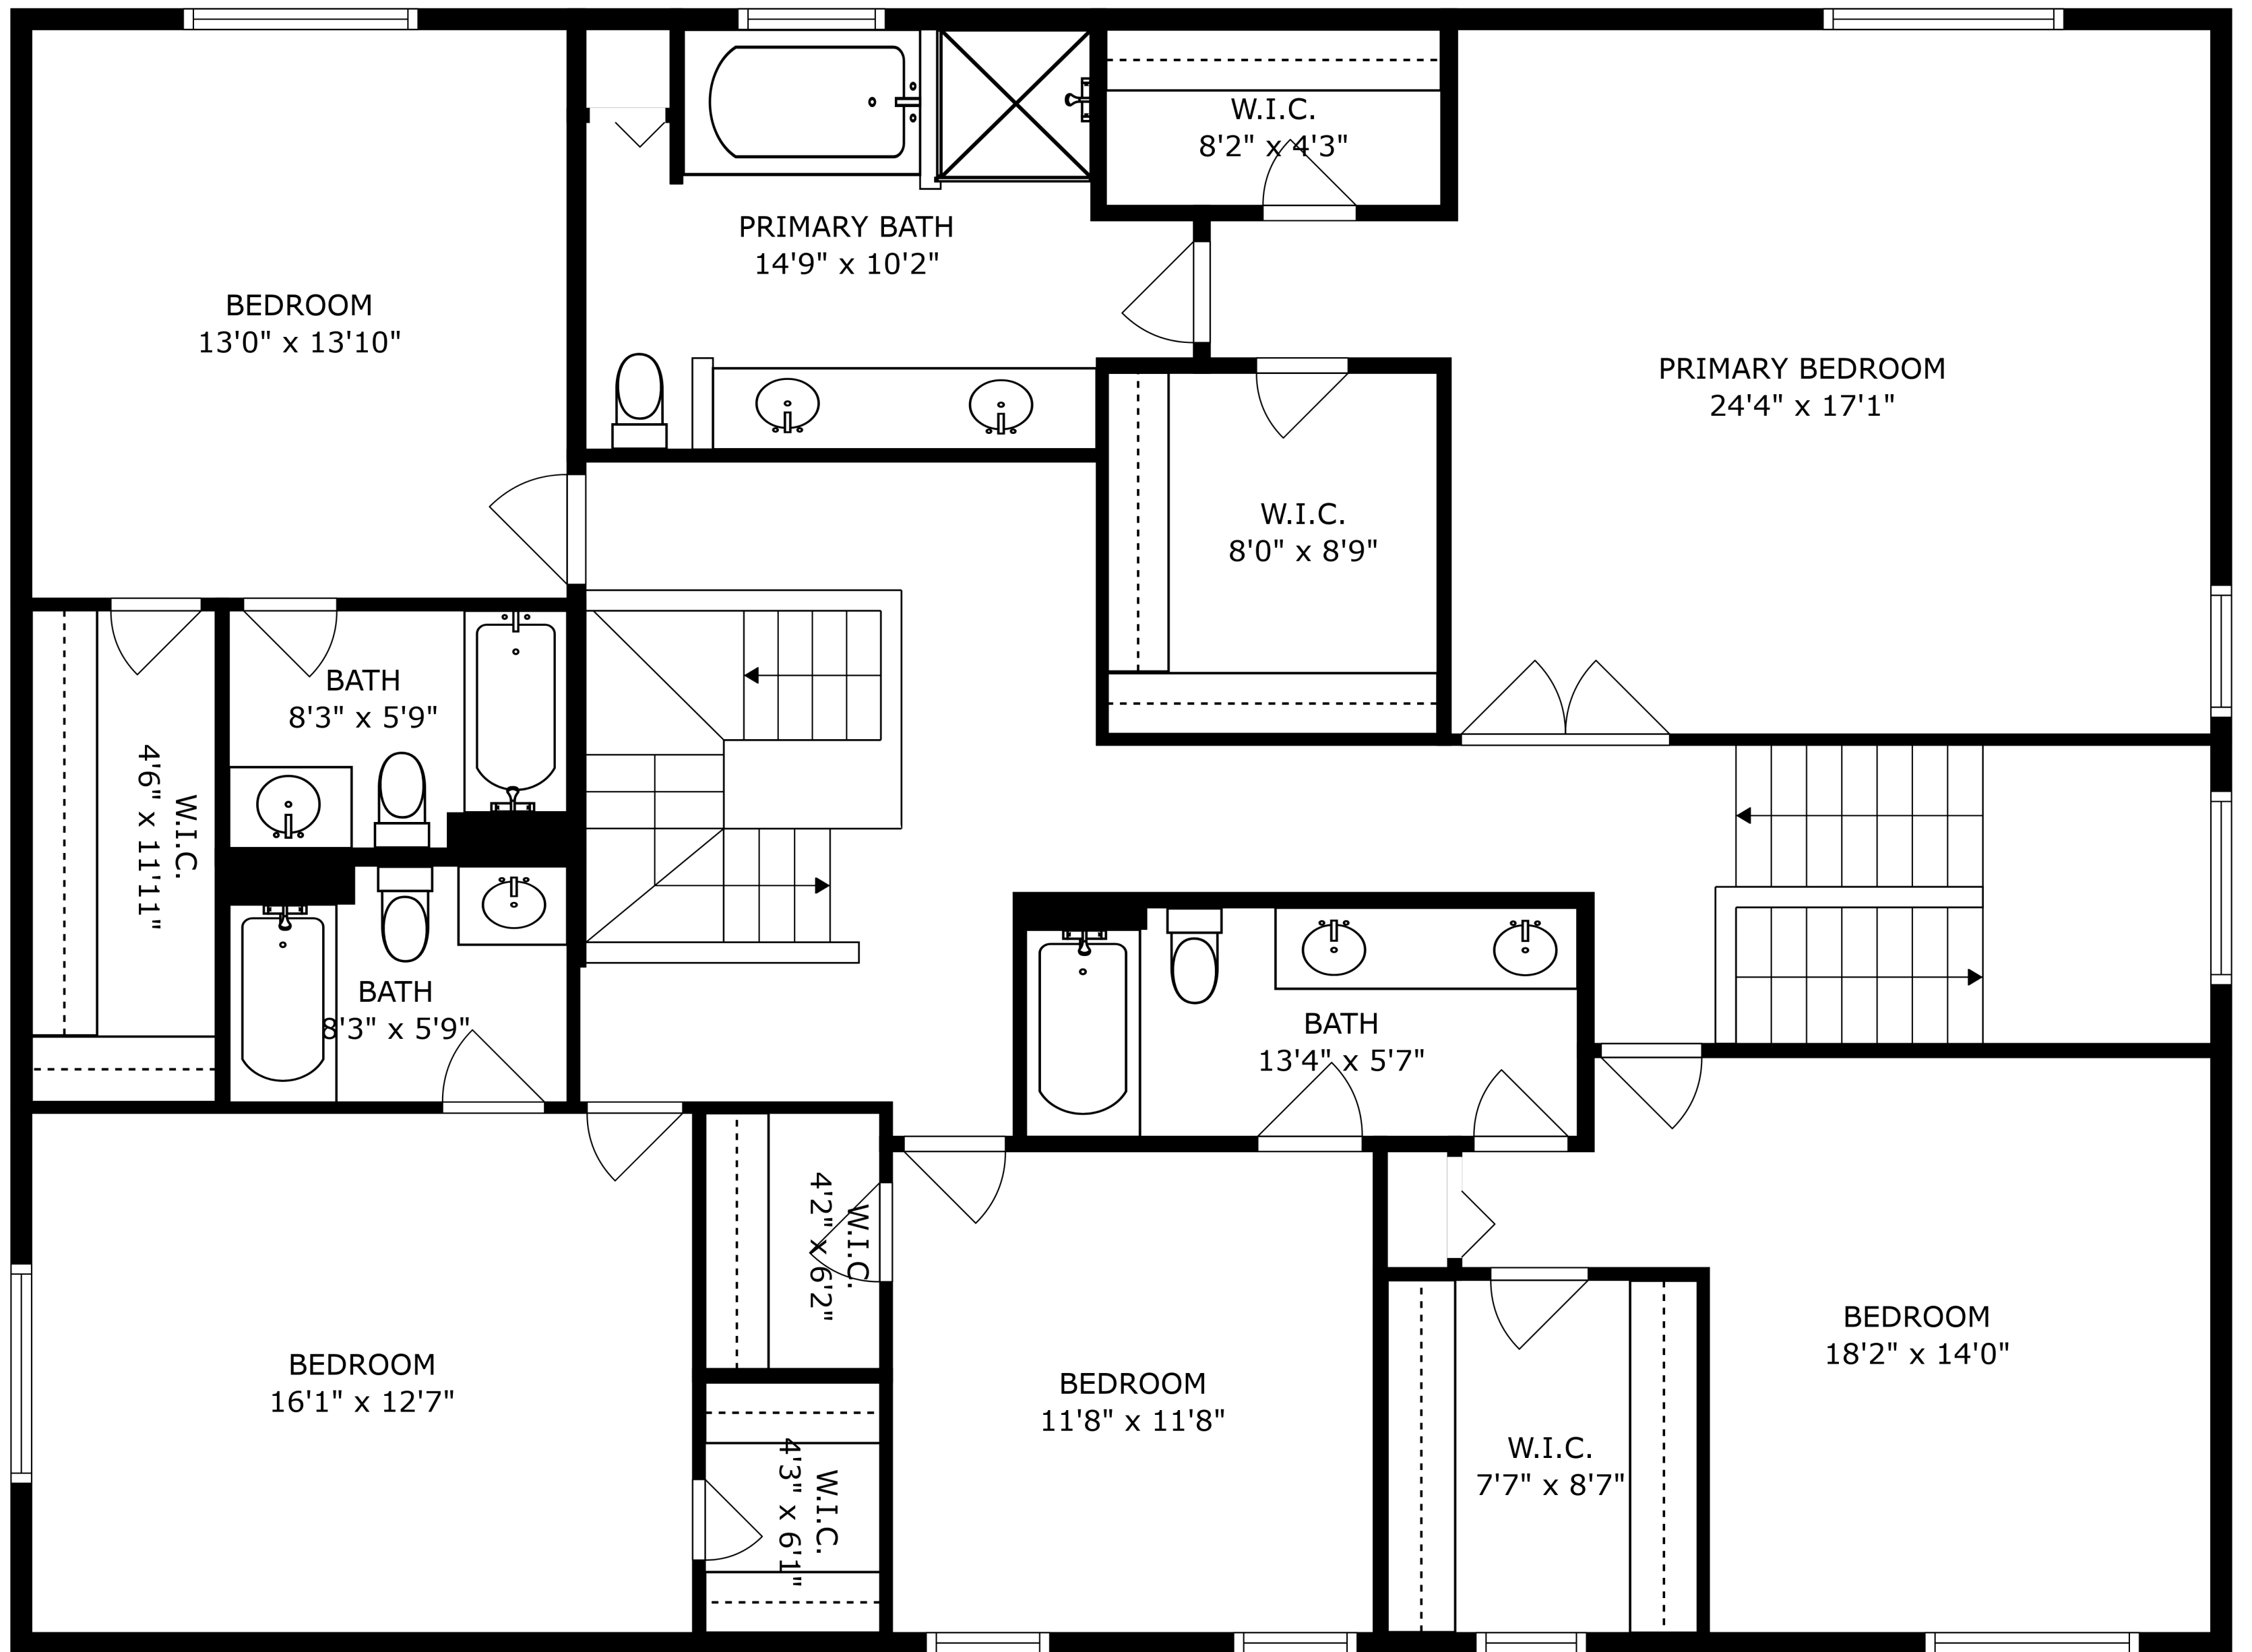 W.I.C.
8'2" x 4'3"
PRIMARY BATH
14'9" x 10'2"
BEDROOM
13'0" x 13'10"
PRIMARY BEDROOM
24'4" x 17'1"
W.I.C.
8'0" x 8'9"
BATH
8'3" x 5'9"
W.I.C.
4'6" x 11'11"
BATH
8'3" x 5'9"
BATH
13'4" x 5'7"
W.I.C.
4'2" x 6'2"
BEDROOM
18'2" x 14'0"
BEDROOM
16'1" x 12'7"
BEDROOM
11'8" x 11'8"
W.I.C.
7'7" x 8'7"
W.I.C.
4'3" x 6'1"